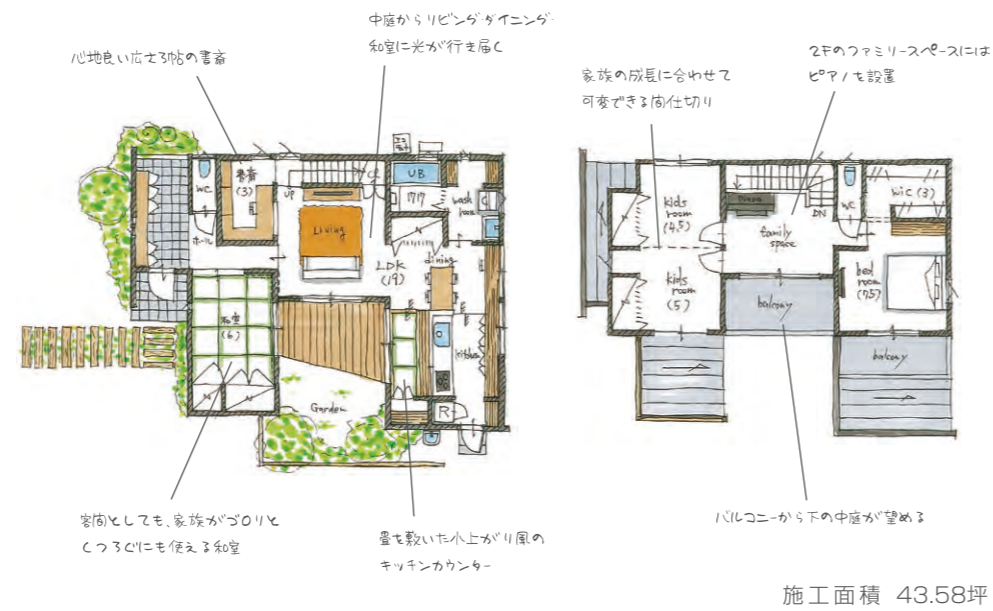 中庭からリビング・ダイニング・
和室に光が行き届く
心地良い広さ3帖の書斎
2Fのファミリースペースには
ピアノを設置
家族の成長に合わせて
可変できる間仕切り
UB
WC
書斎
(3)
UP
wash
room
ホール
Living
LDK
(19)
dining
和室
(6)
kitchen
Garden
R
kids
room
(4.5)
Piano
DN
WC
WIC (3)
family
space
kids
room
(5)
bed
room
(7.5)
balcony
balcony
客間としても、家族がゴロリと
くつろぐにも使える和室
畳を敷いた小上がり風の
キッチンカウンター
バルコニーから下の中庭が望める
施工面積 43.58坪